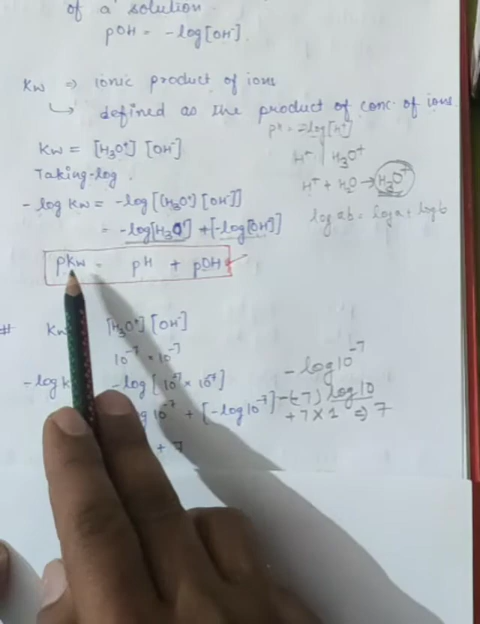 of a solution
pOH = -log[OH⁻].
Kw => ionic product of ions
↳ defined as the product of conc. of ions.
pH = -log[H⁺]
Kw = [H₃O⁺] [OH⁻]
H⁺ | H₃O⁺
Taking -log.
H⁺ + H₂O → H₃O⁺
-log Kw = -log[(H₃O⁺) [OH⁻]]
log ab = log a + log b
= -log[H₃O⁺] + [-log[OH⁻]]
pKw = pH + pOH
# Kw [H₃O⁺] [OH⁻]
10⁻⁷ × 10⁻⁷
-log 10⁻⁷
-log K -log [10⁻⁷ × 10⁻⁷]
-(-7) log 10
10⁻⁷ + [-log 10⁻⁷]
+7 × 1 => 7
+ 7